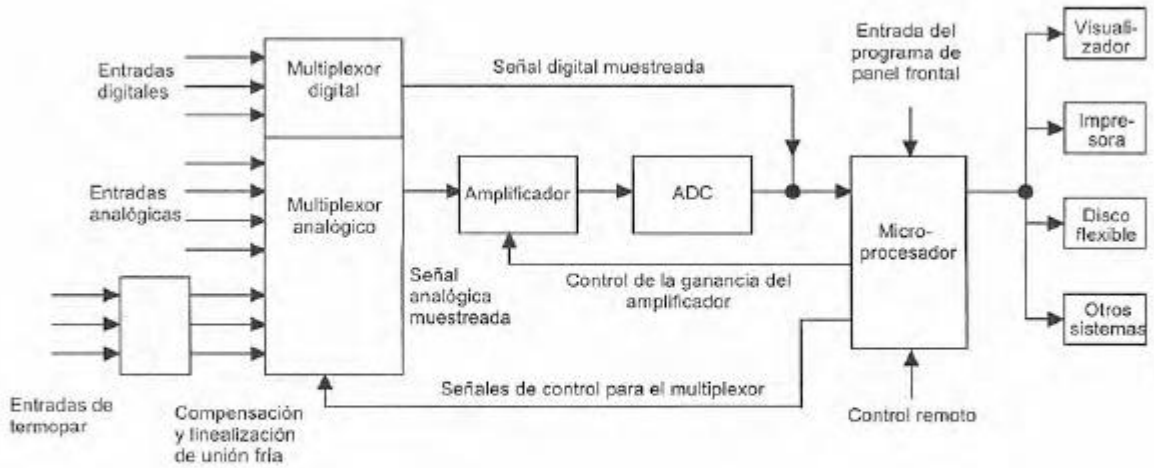 Entradas
digitales
Multiplexor
digital
Señal digital muestreada
Entrada del
programa de
panel frontal
Visuali-
zador
Impre-
sora
Entradas
analógicas
Multiplexor
analógico
Amplificador
ADC
Micro-
procesador
Disco
flexible
Señal
analógica
muestreada
Control de la ganancia del
amplificador
Otros
sistemas
Señales de control para el multiplexor
Control remoto
Entradas de
termopar
Compensación
y linealización
de unión fria